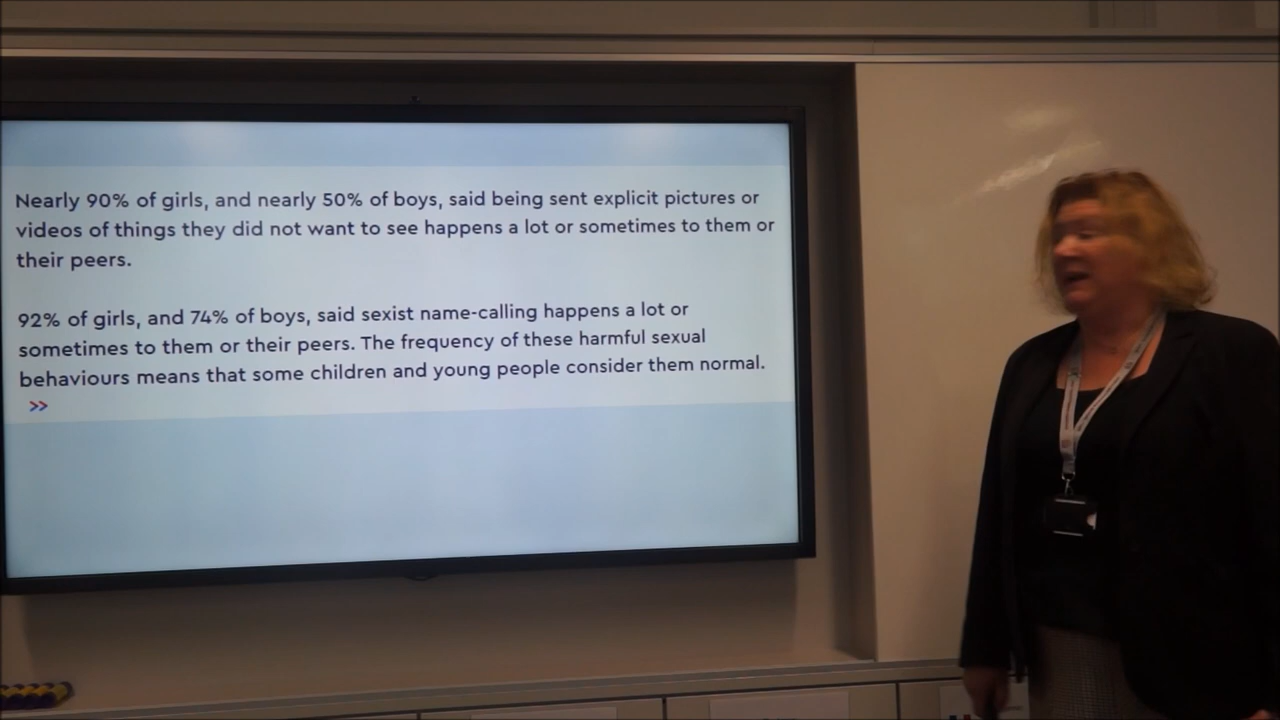 Nearly 90% of girls, and nearly 50% of boys, said being sent explicit pictures or
videos of things they did not want to see happens a lot or sometimes to them or
their peers.
92% of girls, and 74% of boys, said sexist name-calling happens a lot or
sometimes to them or their peers. The frequency of these harmful sexual
behaviours means that some children and young people consider them normal.
>>